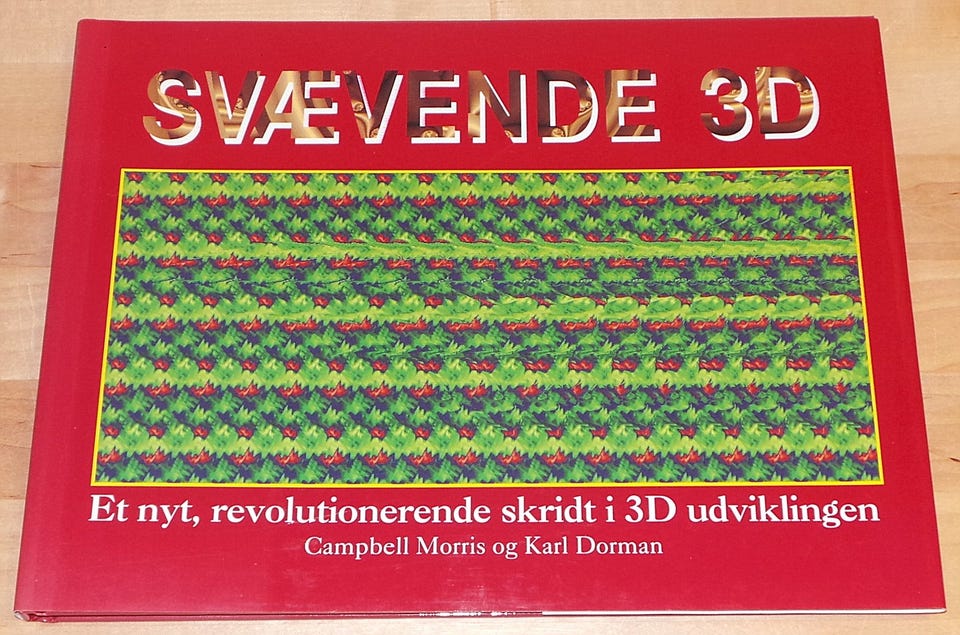 SVÆVENDE 3D
Et nyt, revolutionerende skridt i 3D udviklingen
Campbell Morris og Karl Dorman